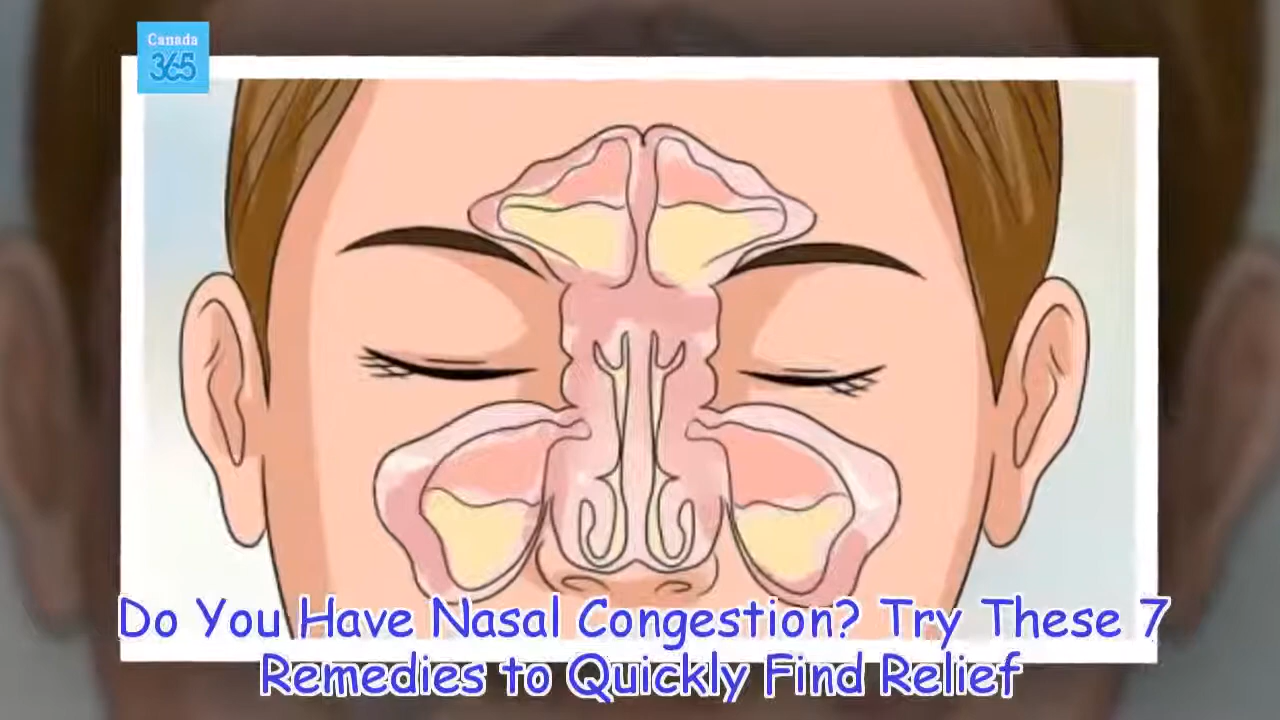 Canada
365
Do You Have Nasal Congestion? Try These 7
Remedies to Quickly Find Relief